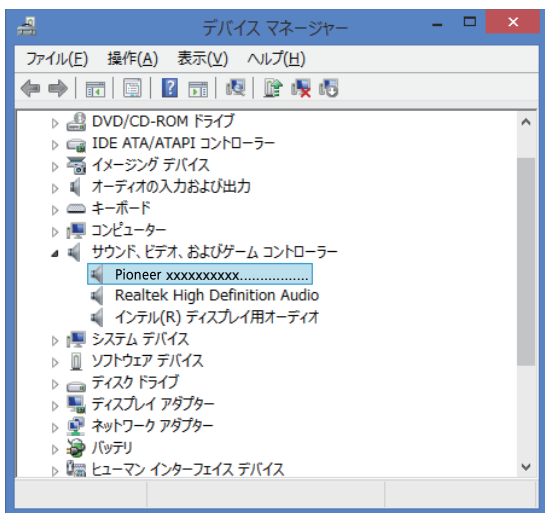 デバイス マネージャー
ファイル(F) 操作(A) 表示(V) ヘルプ(H)
DVD/CD-ROM ドライブ
IDE ATA/ATAPI コントローラー
イメージング デバイス
オーディオの入力および出力
キーボード
コンピューター
サウンド、ビデオ、およびゲーム コントローラー
Pioneer xxxxxxxxxx.................
Realtek High Definition Audio
インテル(R) ディスプレイ用オーディオ
システム デバイス
ソフトウェア デバイス
ディスク ドライブ
ディスプレイ アダプター
ネットワーク アダプター
バッテリ
ヒューマン インターフェイス デバイス